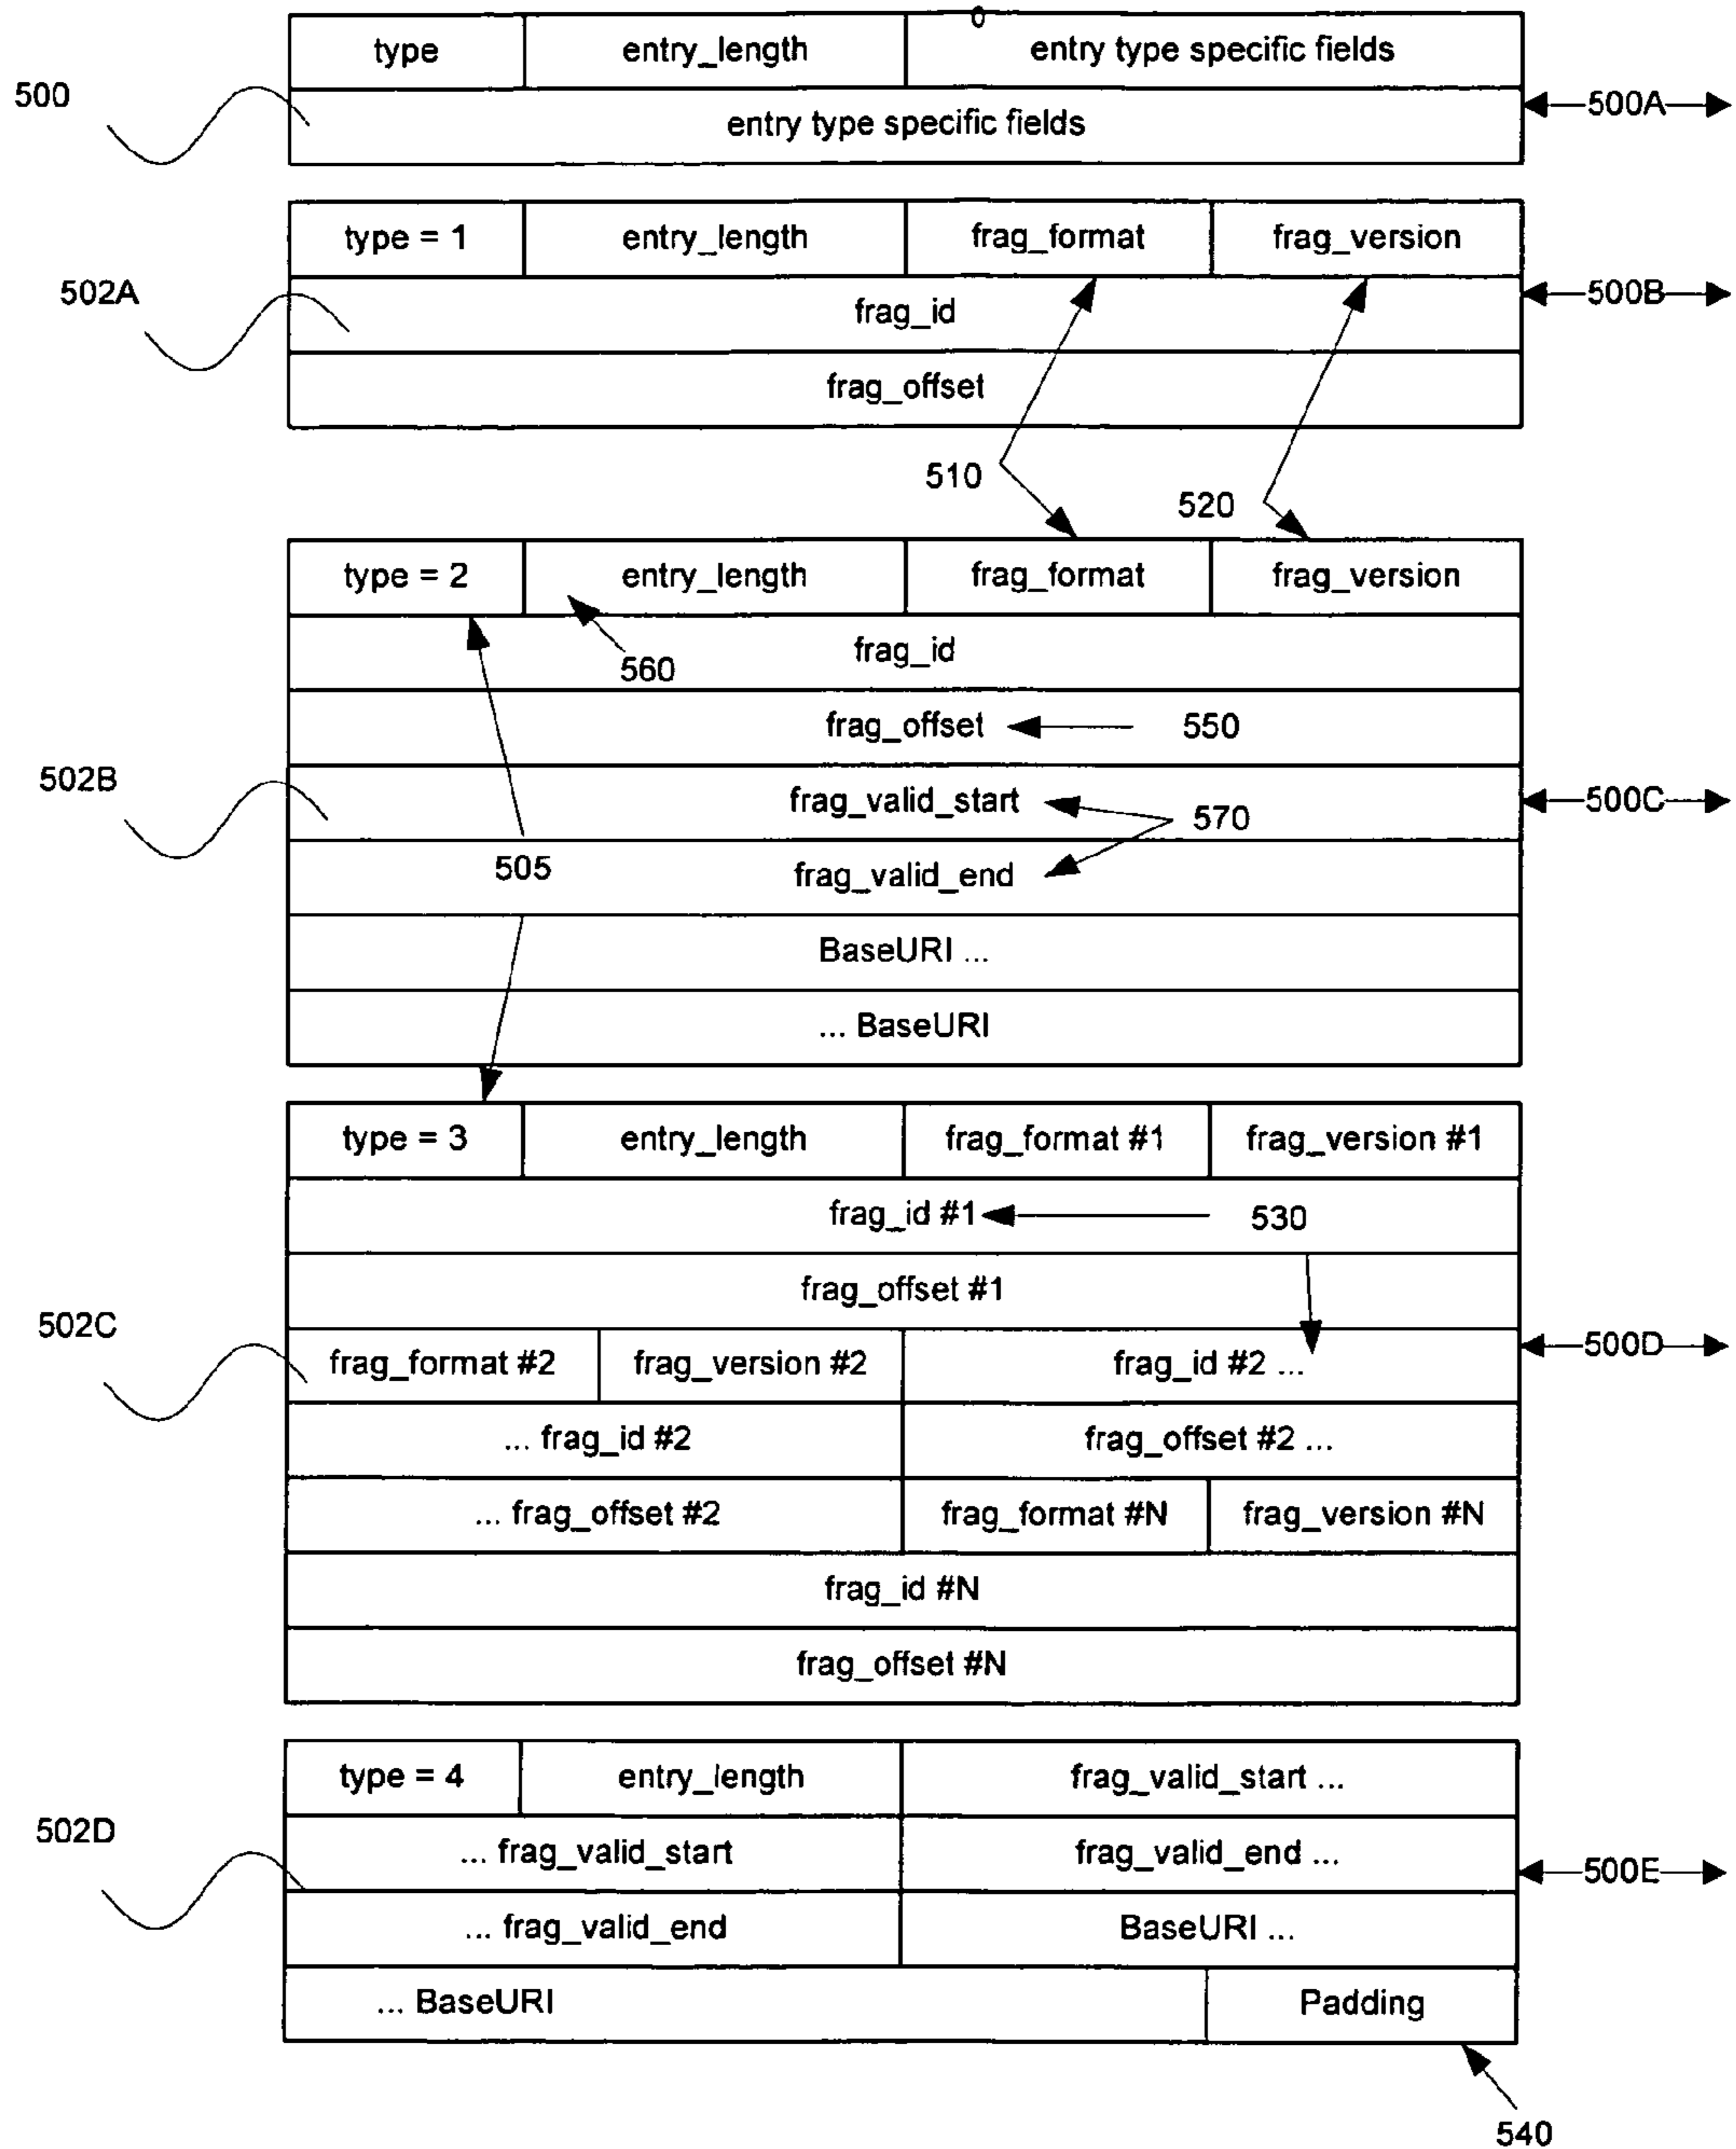 0
type entry_length entry type specific fields
500
500A
entry type specific fields
type = 1 entry_length frag_format frag_version
502A
500B
frag_id
frag_offset
510
520
type = 2 entry_length frag_format frag_version
frag_id
560
frag_offset 550
502B
frag_valid_start
500C
570
505
frag_valid_end
BaseURI ...
... BaseURI
type = 3 entry_length frag_format #1 frag_version #1
frag_id #1 530
frag_offset #1
502C
500D
frag_format #2 frag_version #2 frag_id #2 ...
... frag_id #2 frag_offset #2 ...
... frag_offset #2 frag_format #N frag_version #N
frag_id #N
frag_offset #N
type = 4 entry_length frag_valid_start ...
502D
... frag_valid_start frag_valid_end ...
500E
... frag_valid_end BaseURI ...
... BaseURI Padding
540